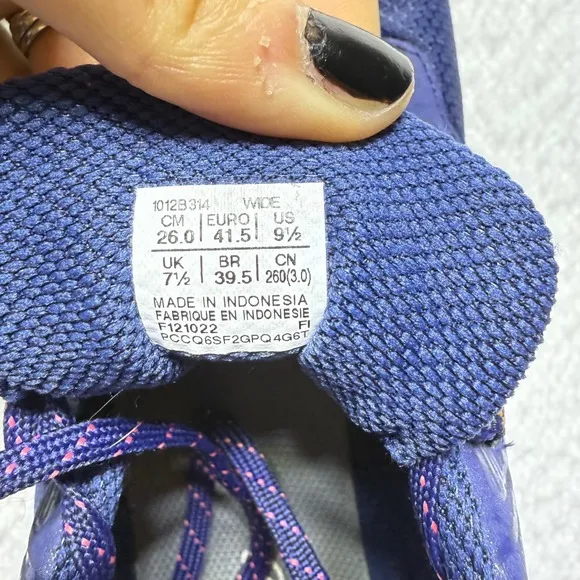 1012B314 WIDE
CM EURO US
26.0 41.5 9½
UK BR CN
7½ 39.5 260(3.0)
MADE IN INDONESIA
FABRIQUE EN INDONESIE
F121022 FI
PCCQ6SF2GPQ4G6T